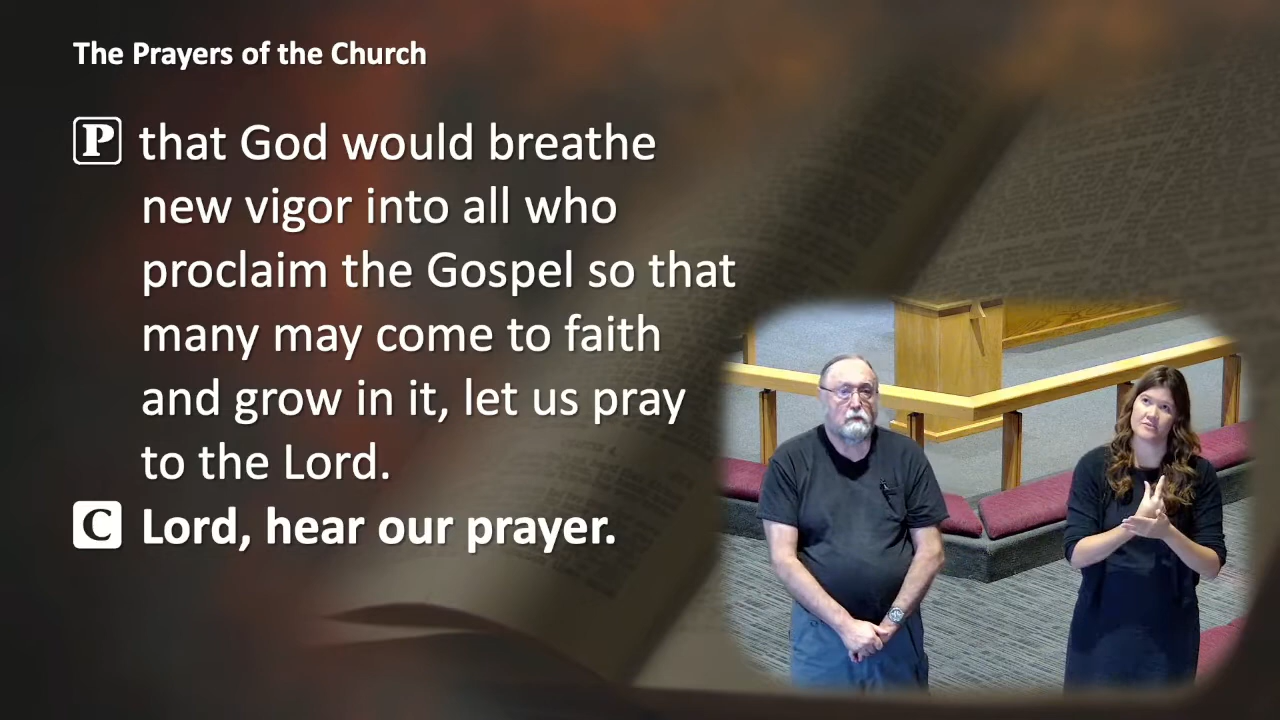 The Prayers of the Church
P that God would breathe
new vigor into all who
proclaim the Gospel so that
many may come to faith
and grow in it, let us pray
to the Lord.
C Lord, hear our prayer.